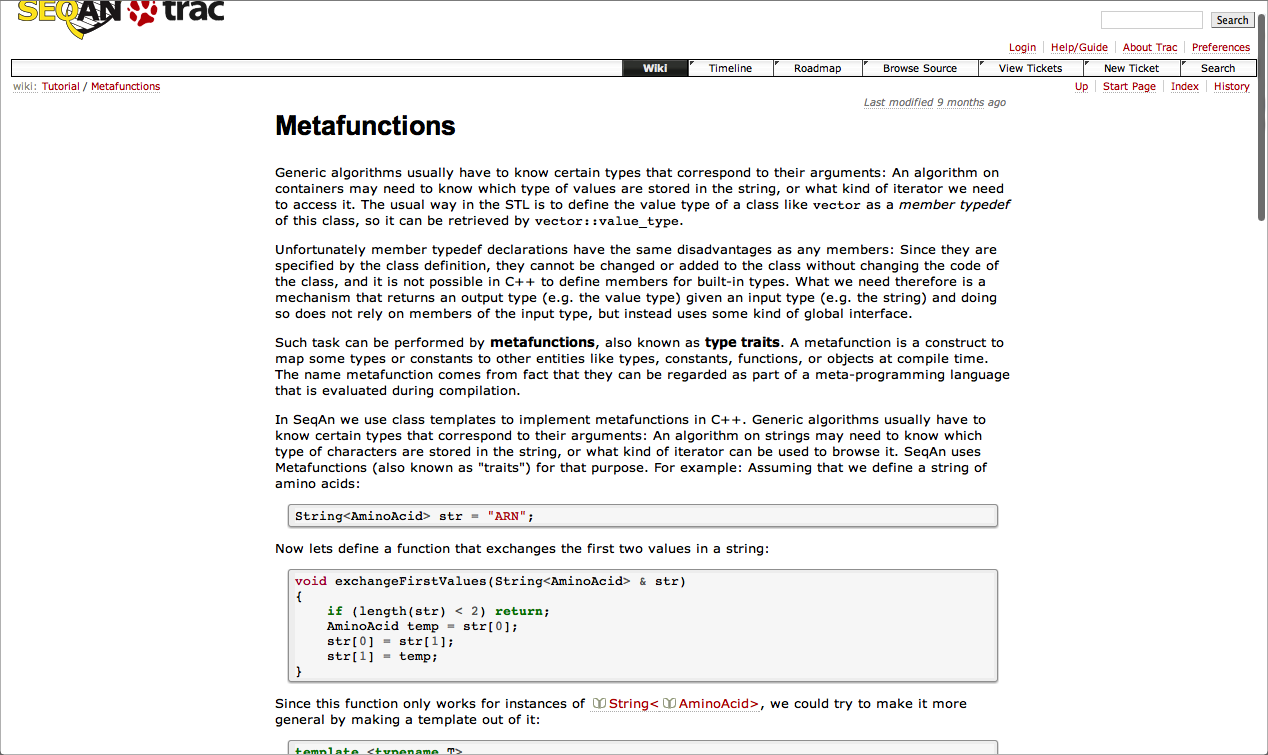 SEQAN trac
Search
Login Help/Guide About Trac Preferences
Wiki Timeline Roadmap Browse Source View Tickets New Ticket Search
wiki: Tutorial / Metafunctions Up Start Page Index History
Last modified 9 months ago
Metafunctions
Generic algorithms usually have to know certain types that correspond to their arguments: An algorithm on
containers may need to know which type of values are stored in the string, or what kind of iterator we need
to access it. The usual way in the STL is to define the value type of a class like vector as a member typedef
of this class, so it can be retrieved by vector::value_type.
Unfortunately member typedef declarations have the same disadvantages as any members: Since they are
specified by the class definition, they cannot be changed or added to the class without changing the code of
the class, and it is not possible in C++ to define members for built-in types. What we need therefore is a
mechanism that returns an output type (e.g. the value type) given an input type (e.g. the string) and doing
so does not rely on members of the input type, but instead uses some kind of global interface.
Such task can be performed by metafunctions, also known as type traits. A metafunction is a construct to
map some types or constants to other entities like types, constants, functions, or objects at compile time.
The name metafunction comes from fact that they can be regarded as part of a meta-programming language
that is evaluated during compilation.
In SeqAn we use class templates to implement metafunctions in C++. Generic algorithms usually have to
know certain types that correspond to their arguments: An algorithm on strings may need to know which
type of characters are stored in the string, or what kind of iterator can be used to browse it. SeqAn uses
Metafunctions (also known as "traits") for that purpose. For example: Assuming that we define a string of
amino acids:
String<AminoAcid> str = "ARN";
Now lets define a function that exchanges the first two values in a string:
void exchangeFirstValues(String<AminoAcid> & str)
{
if (length(str) < 2) return;
AminoAcid temp = str[0];
str[0] = str[1];
str[1] = temp;
}
Since this function only works for instances of String< AminoAcid>, we could try to make it more
general by making a template out of it:
template <typename T>